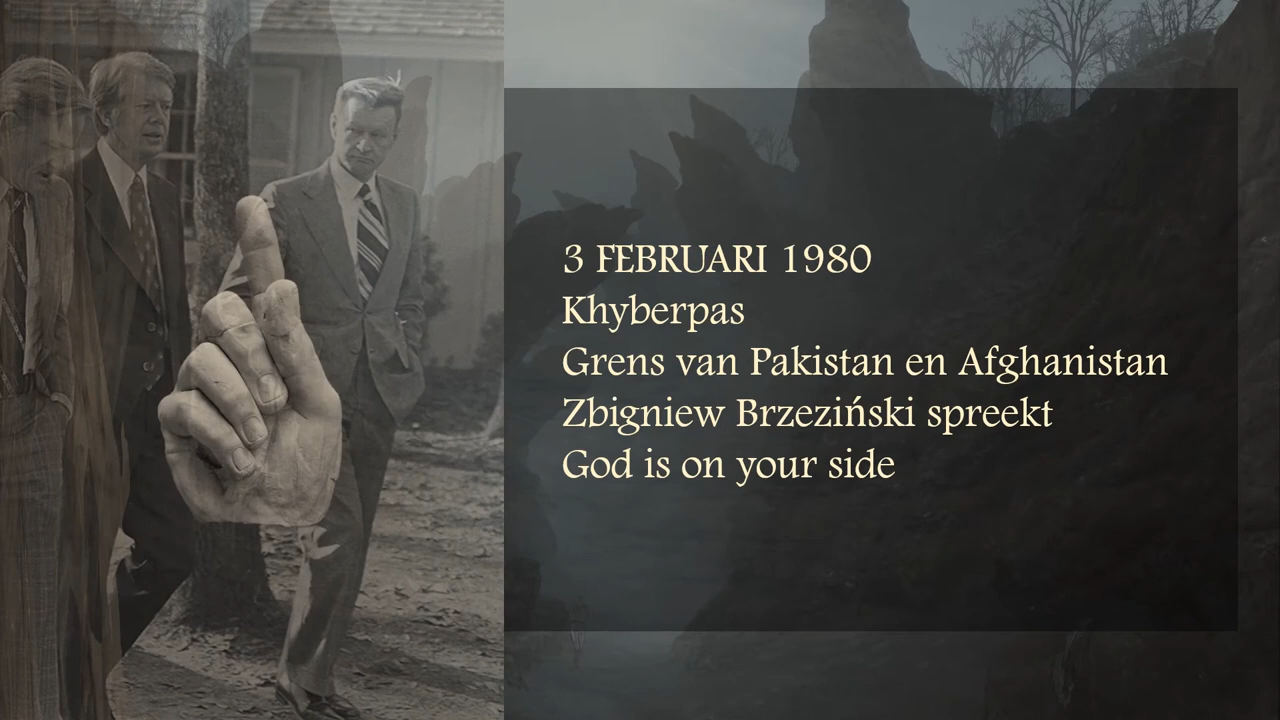 3 FEBRUARI 1980
Khyberpas
Grens van Pakistan en Afghanistan
Zbigniew Brzeziński spreekt
God is on your side